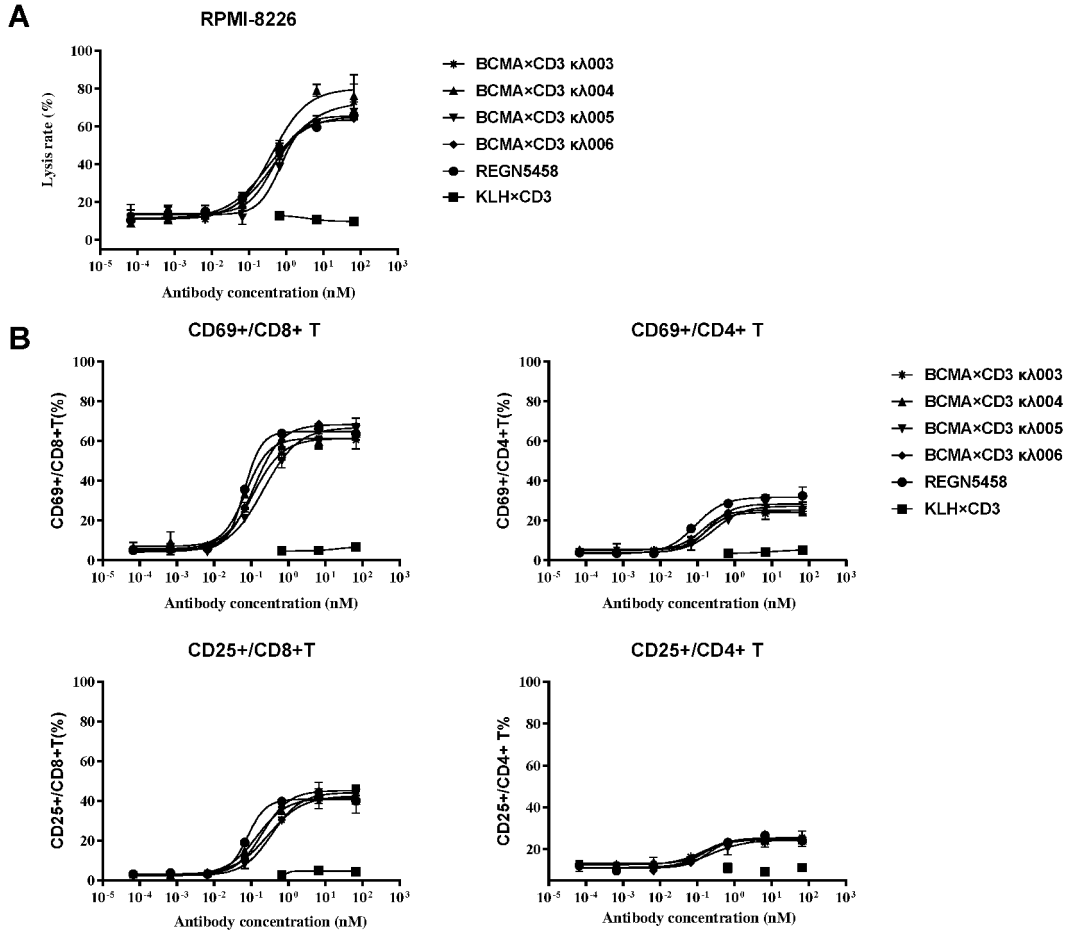 A
RPMI-8226
100
80
60
40
20
0
Lysis rate (%)
10⁻⁵ 10⁻⁴ 10⁻³ 10⁻² 10⁻¹ 10⁰ 10¹ 10² 10³
Antibody concentration (nM)
BCMA×CD3 κλ003
BCMA×CD3 κλ004
BCMA×CD3 κλ005
BCMA×CD3 κλ006
REGN5458
KLH×CD3
B
CD69+/CD8+ T
100
80
60
40
20
0
CD69+/CD8+T(%)
10⁻⁵ 10⁻⁴ 10⁻³ 10⁻² 10⁻¹ 10⁰ 10¹ 10² 10³
Antibody concentration (nM)
CD69+/CD4+ T
100
80
60
40
20
0
CD69+/CD4+T(%)
10⁻⁵ 10⁻⁴ 10⁻³ 10⁻² 10⁻¹ 10⁰ 10¹ 10² 10³
Antibody concentration (nM)
BCMA×CD3 κλ003
BCMA×CD3 κλ004
BCMA×CD3 κλ005
BCMA×CD3 κλ006
REGN5458
KLH×CD3
CD25+/CD8+T
100
80
60
40
20
0
CD25+/CD8+T(%)
10⁻⁵ 10⁻⁴ 10⁻³ 10⁻² 10⁻¹ 10⁰ 10¹ 10² 10³
Antibody concentration (nM)
CD25+/CD4+ T
100
80
60
40
20
CD25+/CD4+ T%
10⁻⁵ 10⁻⁴ 10⁻³ 10⁻² 10⁻¹ 10⁰ 10¹ 10² 10³
Antibody concentration (nM)